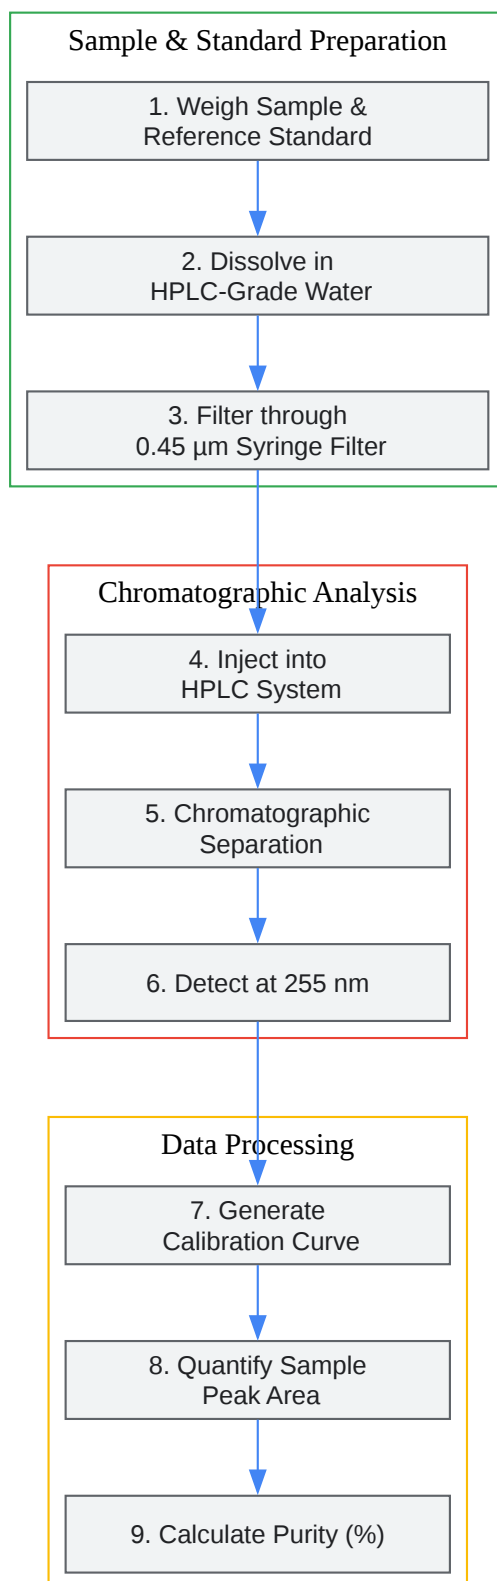 Sample & Standard Preparation
1. Weigh Sample &
Reference Standard
2. Dissolve in
HPLC-Grade Water
3. Filter through
0.45 µm Syringe Filter
Chromatographic Analysis
4. Inject into
HPLC System
5. Chromatographic
Separation
6. Detect at 255 nm
Data Processing
7. Generate
Calibration Curve
8. Quantify Sample
Peak Area
9. Calculate Purity (%)